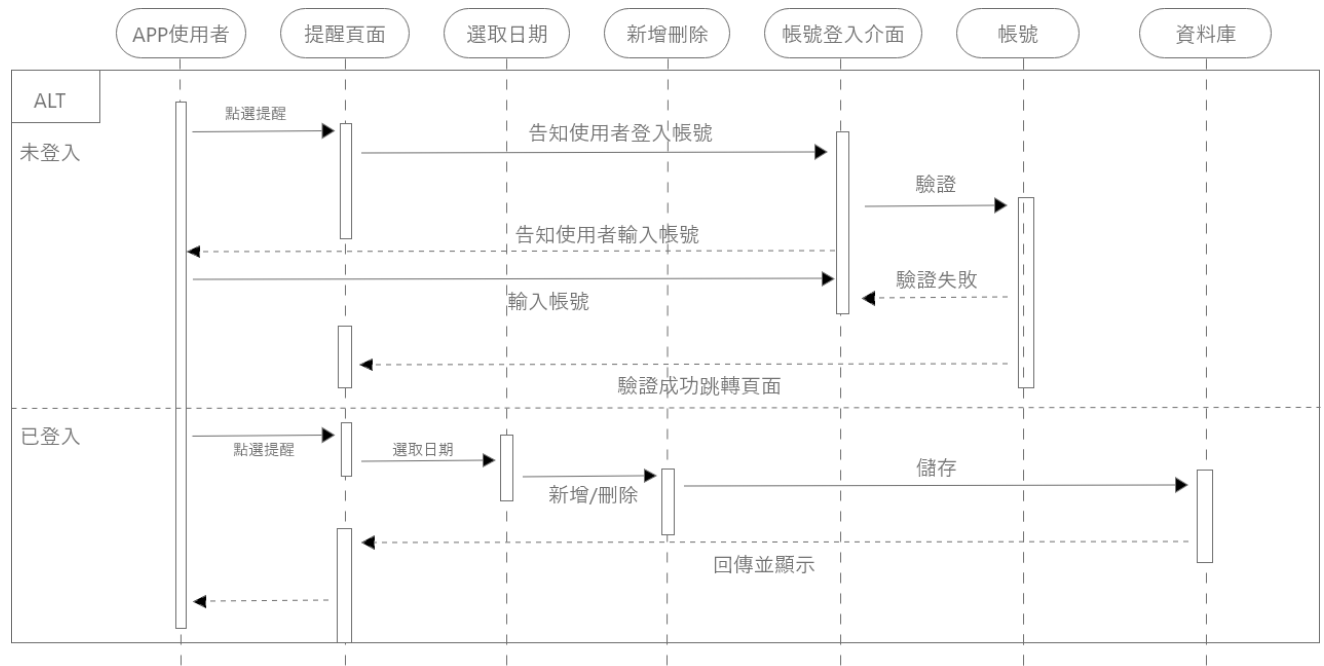 APP使用者
提醒頁面
選取日期
新增刪除
帳號登入介面
帳號
資料庫
ALT
點選提醒
告知使用者登入帳號
未登入
驗證
告知使用者輸入帳號
驗證失敗
輸入帳號
驗證成功跳轉頁面
已登入
點選提醒
選取日期
儲存
新增/刪除
回傳並顯示